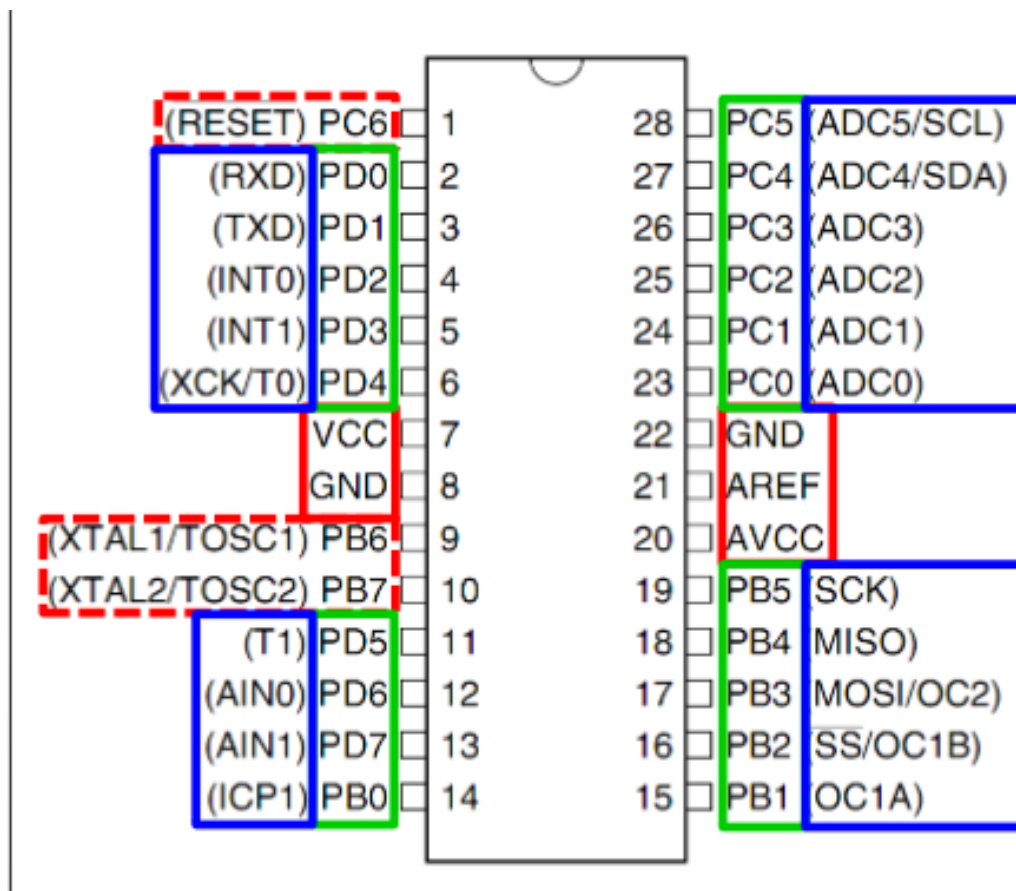 (RESET) PC6 1 28 PC5 (ADC5/SCL)
(RXD) PD0 2 27 PC4 (ADC4/SDA)
(TXD) PD1 3 26 PC3 (ADC3)
(INT0) PD2 4 25 PC2 (ADC2)
(INT1) PD3 5 24 PC1 (ADC1)
(XCK/T0) PD4 6 23 PC0 (ADC0)
VCC 7 22 GND
GND 8 21 AREF
(XTAL1/TOSC1) PB6 9 20 AVCC
(XTAL2/TOSC2) PB7 10 19 PB5 (SCK)
(T1) PD5 11 18 PB4 (MISO)
(AIN0) PD6 12 17 PB3 (MOSI/OC2)
(AIN1) PD7 13 16 PB2 (SS/OC1B)
(ICP1) PB0 14 15 PB1 (OC1A)